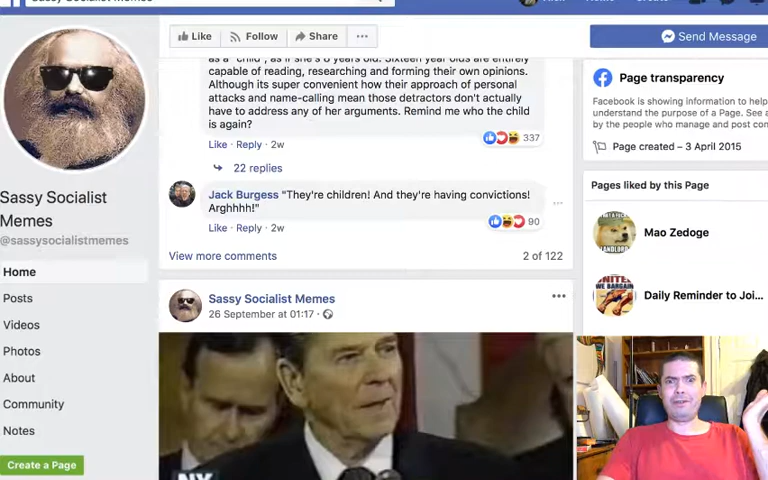 Sassy Socialist Memes
Like
Follow
Share
Send Message
as a "child", as if she's 8 years old. Sixteen year olds are entirely
capable of reading, researching and forming their own opinions.
Although its super convenient how their approach of personal
attacks and name-calling mean those detractors don't actually
have to address any of her arguments. Remind me who the child
is again?
337
Like · Reply · 2w
22 replies
Jack Burgess "They're children! And they're having convictions!
Arghhhh!"
90
Like · Reply · 2w
View more comments
2 of 122
Sassy Socialist Memes
26 September at 01:17 ·
NY
Sassy Socialist
Memes
@sassysocialistmemes
Home
Posts
Videos
Photos
About
Community
Notes
Create a Page
Page transparency
Facebook is showing information to help
understand the purpose of a Page. See a
by the people who manage and post con
Page created – 3 April 2015
Pages liked by this Page
Mao Zedoge
LANDLORD
Daily Reminder to Joi...
WE BARGAIN